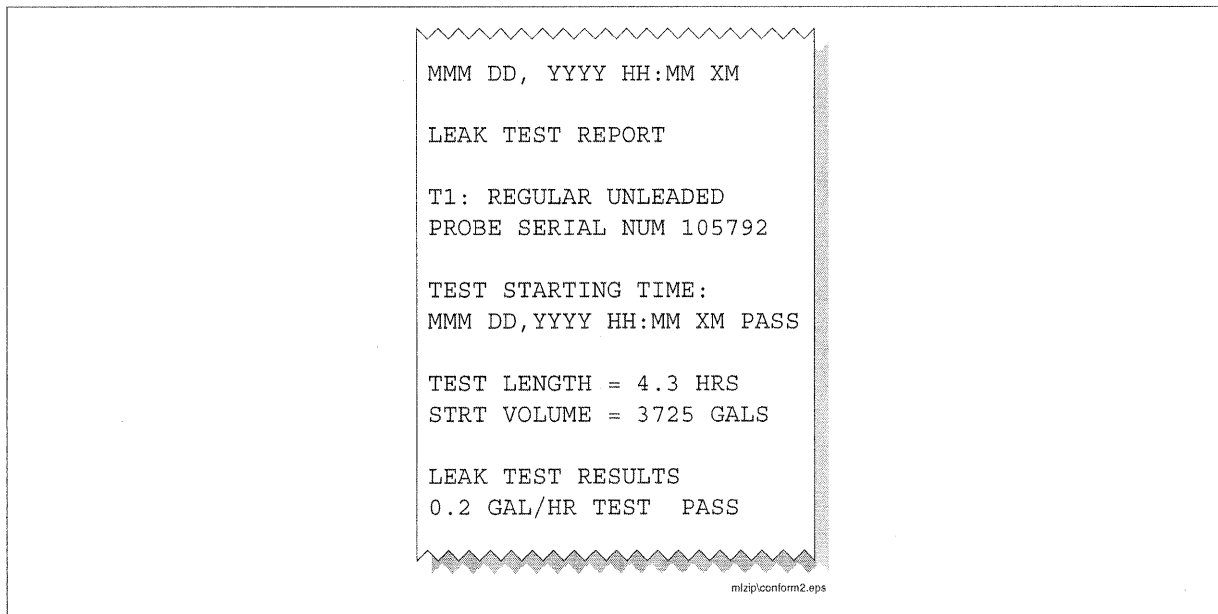 MMM DD, YYYY HH:MM XM
LEAK TEST REPORT
T1: REGULAR UNLEADED
PROBE SERIAL NUM 105792
TEST STARTING TIME:
MMM DD,YYYY HH:MM XM PASS
TEST LENGTH = 4.3 HRS
STRT VOLUME = 3725 GALS
LEAK TEST RESULTS
0.2 GAL/HR TEST PASS
mlzip\conform2.eps